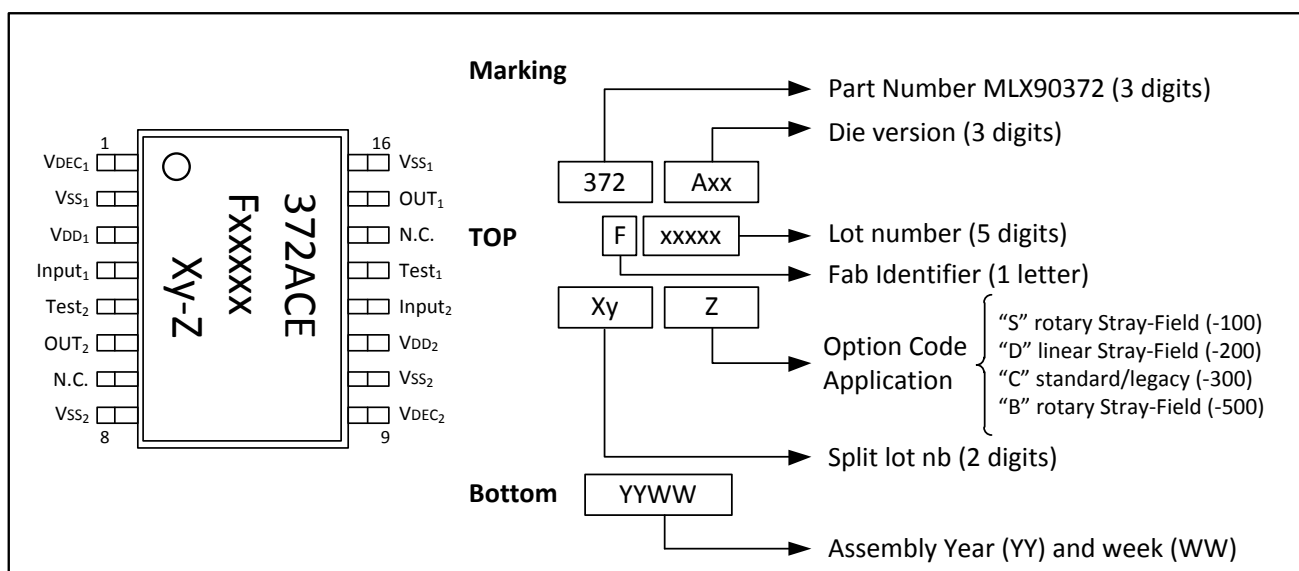 Marking
Part Number MLX90372 (3 digits)
Die version (3 digits)
1
16
VDEC1
VSS1
VDD1
Input1
Test2
OUT2
N.C.
VSS2
8
VSS1
OUT1
N.C.
Test1
Input2
VDD2
VSS2
VDEC2
9
372ACE
Fxxxxx
Xy-Z
372
Axx
TOP
F
xxxxx
Lot number (5 digits)
Fab Identifier (1 letter)
Xy
Z
Option Code
Application
“S” rotary Stray-Field (-100)
“D” linear Stray-Field (-200)
“C” standard/legacy (-300)
“B” rotary Stray-Field (-500)
Split lot nb (2 digits)
Bottom
YYWW
Assembly Year (YY) and week (WW)